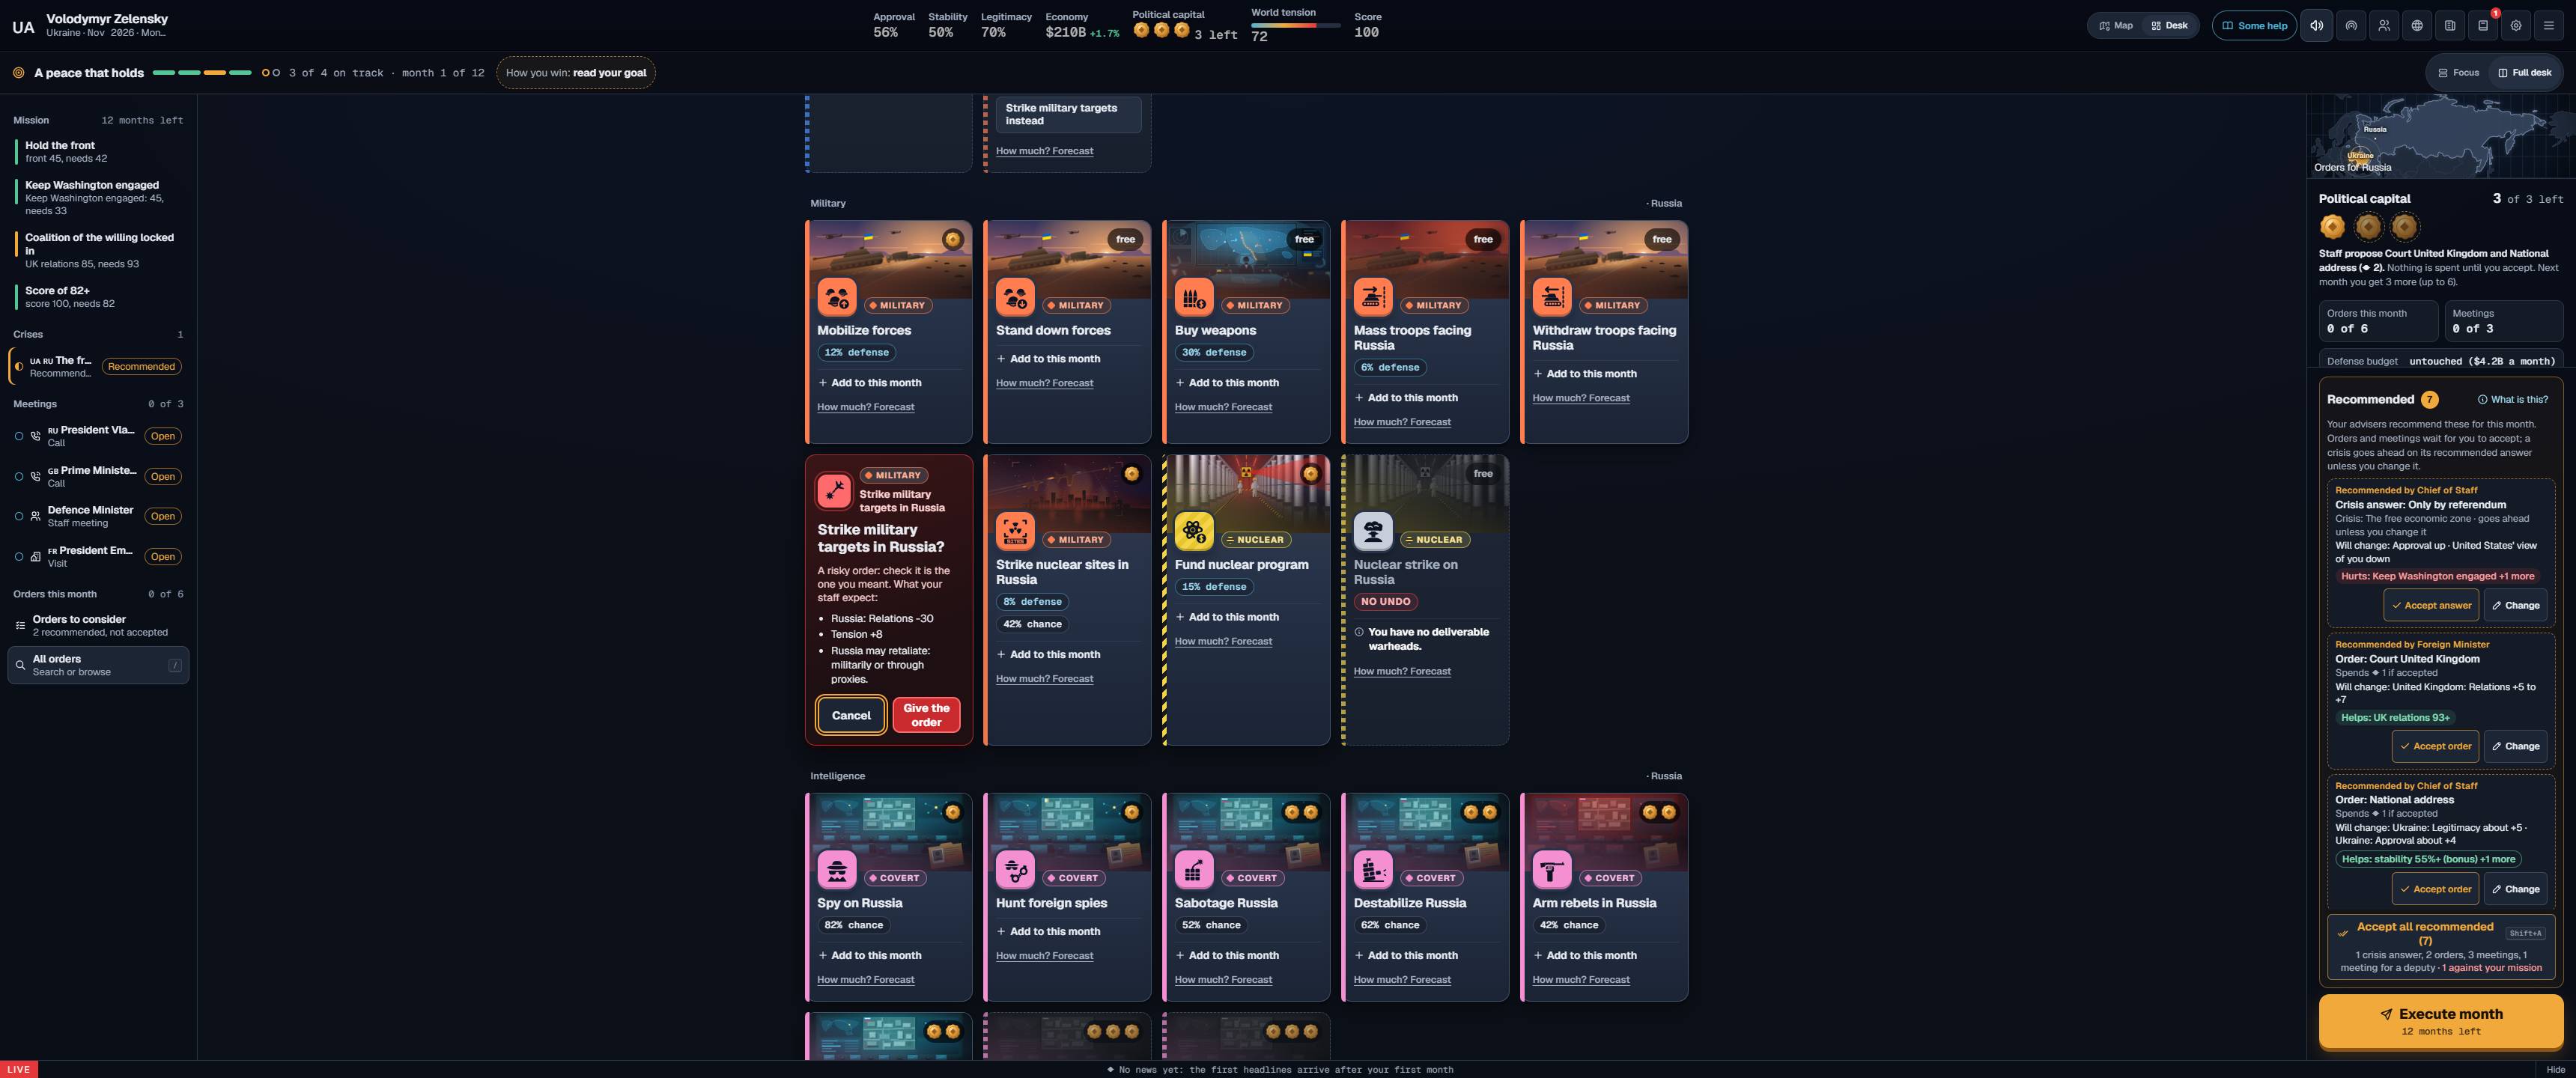 UA
Volodymyr Zelensky
Ukraine · Nov 2026 · Mon...
Approval
56%
Stability
50%
Legitimacy
70%
Economy
$210B +1.7%
Political capital
3 left
World tension
72
Score
100
Map
Desk
Some help
1
A peace that holds
3 of 4 on track · month 1 of 12
How you win: read your goal
Focus
Full desk
Mission
12 months left
Hold the front
front 45, needs 42
Keep Washington engaged
Keep Washington engaged: 45,
needs 33
Coalition of the willing locked
in
UK relations 85, needs 93
Score of 82+
score 100, needs 82
Crises
1
UA RU The fr...
Recommend...
Recommended
Meetings
0 of 3
RU President Vla...
Call
Open
GB Prime Ministe...
Call
Open
Defence Minister
Staff meeting
Open
FR President Em...
Visit
Open
Orders this month
0 of 6
Orders to consider
2 recommended, not accepted
All orders
Search or browse
/
Strike military targets
instead
How much? Forecast
Military
· Russia
MILITARY
Mobilize forces
12% defense
+ Add to this month
How much? Forecast
free
MILITARY
Stand down forces
+ Add to this month
How much? Forecast
free
MILITARY
Buy weapons
30% defense
+ Add to this month
How much? Forecast
free
MILITARY
Mass troops facing
Russia
6% defense
+ Add to this month
How much? Forecast
free
MILITARY
Withdraw troops facing
Russia
+ Add to this month
How much? Forecast
MILITARY
Strike military
targets in Russia
Strike military
targets in Russia?
A risky order: check it is the
one you meant. What your
staff expect:
• Russia: Relations -30
• Tension +8
• Russia may retaliate:
militarily or through
proxies.
Cancel
Give the
order
MILITARY
Strike nuclear sites in
Russia
8% defense
42% chance
+ Add to this month
How much? Forecast
NUCLEAR
Fund nuclear program
15% defense
+ Add to this month
How much? Forecast
free
NUCLEAR
Nuclear strike on
Russia
NO UNDO
You have no deliverable
warheads.
How much? Forecast
Intelligence
· Russia
COVERT
Spy on Russia
82% chance
+ Add to this month
How much? Forecast
COVERT
Hunt foreign spies
+ Add to this month
How much? Forecast
COVERT
Sabotage Russia
52% chance
+ Add to this month
How much? Forecast
COVERT
Destabilize Russia
62% chance
+ Add to this month
How much? Forecast
COVERT
Arm rebels in Russia
42% chance
+ Add to this month
How much? Forecast
Russia
Ukraine
Orders for Russia
Political capital
3 of 3 left
Staff propose Court United Kingdom and National
address (◆ 2). Nothing is spent until you accept. Next
month you get 3 more (up to 6).
Orders this month
0 of 6
Meetings
0 of 3
Defense budget untouched ($4.2B a month)
Recommended 7
What is this?
Your advisers recommend these for this month.
Orders and meetings wait for you to accept; a
crisis goes ahead on its recommended answer
unless you change it.
Recommended by Chief of Staff
Crisis answer: Only by referendum
Crisis: The free economic zone · goes ahead
unless you change it
Will change: Approval up · United States' view
of you down
Hurts: Keep Washington engaged +1 more
Accept answer
Change
Recommended by Foreign Minister
Order: Court United Kingdom
Spends ◆ 1 if accepted
Will change: United Kingdom: Relations +5 to
+7
Helps: UK relations 93+
Accept order
Change
Recommended by Chief of Staff
Order: National address
Spends ◆ 1 if accepted
Will change: Ukraine: Legitimacy about +5 ·
Ukraine: Approval about +4
Helps: stability 55%+ (bonus) +1 more
Accept order
Change
Accept all recommended
(7)
Shift+A
1 crisis answer, 2 orders, 3 meetings, 1
meeting for a deputy · 1 against your mission
Execute month
12 months left
LIVE
◆ No news yet: the first headlines arrive after your first month
Hide